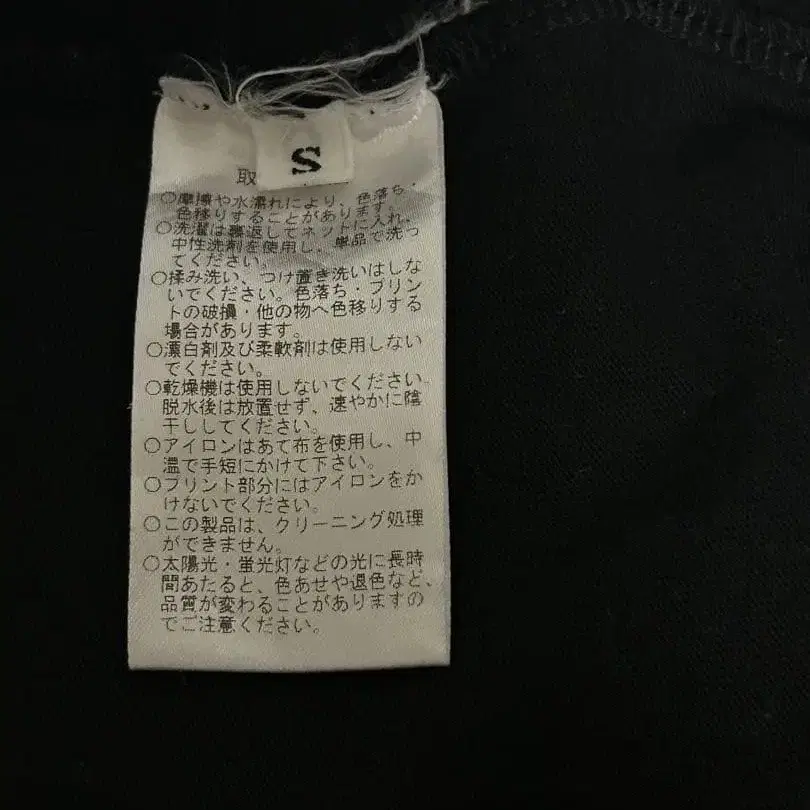 S
取
○摩擦や水濡れにより、色落ち・
色移りすることがあります。
○洗濯は裏返してネットに入れ、
中性洗剤を使用し、単品で洗っ
てください。
○揉み洗い、つけ置き洗いはしな
いでください。色落ち・プリン
トの破損・他の物へ色移りする
場合があります。
○漂白剤及び柔軟剤は使用しない
でください。
○乾燥機は使用しないでください。
脱水後は放置せず、速やかに陰
干ししてください。
○アイロンはあて布を使用し、中
温で手短にかけて下さい。
○プリント部分にはアイロンをか
けないでください。
○この製品は、クリーニング処理
ができません。
○太陽光・蛍光灯などの光に長時
間あたると、色あせや退色など、
品質が変わることがありますの
でご注意ください。